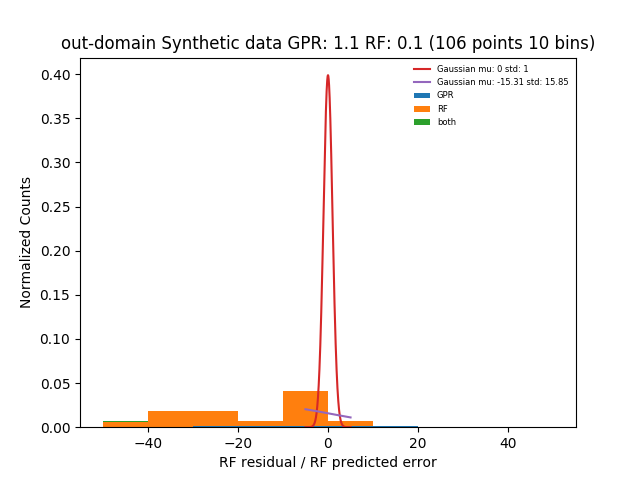 out-domain Synthetic data GPR: 1.1 RF: 0.1 (106 points 10 bins)
Gaussian mu: 0 std: 1
Gaussian mu: -15.31 std: 15.85
GPR
RF
both
Normalized Counts
0.40
0.35
0.30
0.25
0.20
0.15
0.10
0.05
0.00
−40 −20 0 20 40
RF residual / RF predicted error